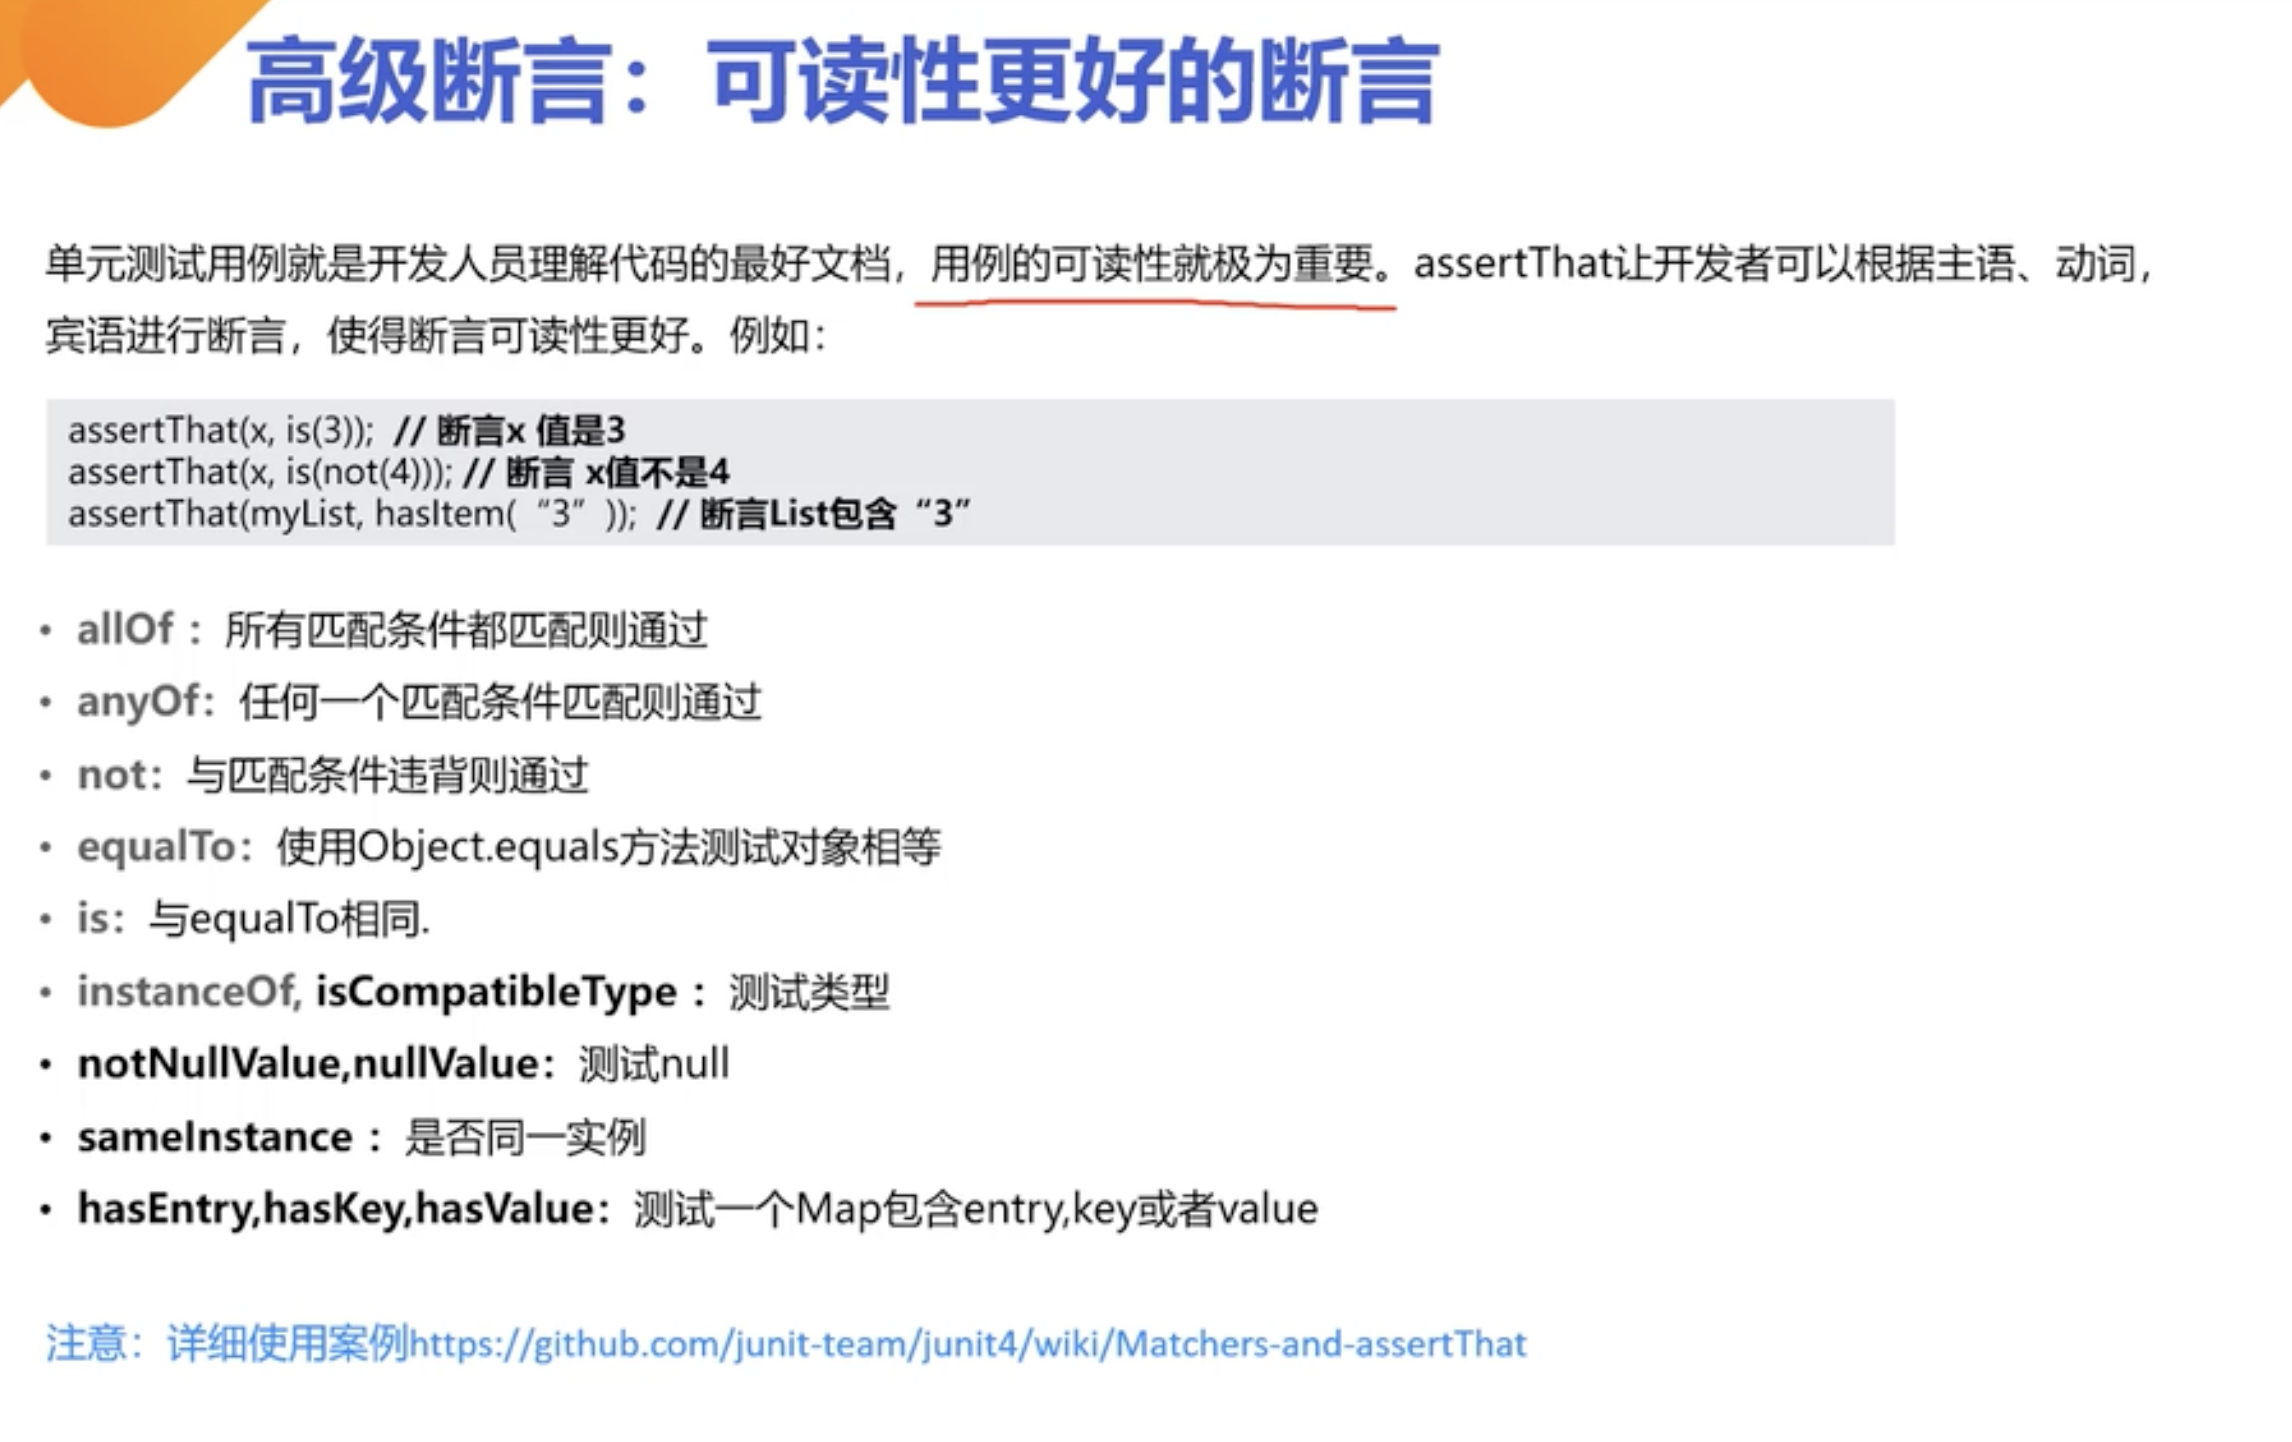 高级断言：可读性更好的断言
单元测试用例就是开发人员理解代码的最好文档，用例的可读性就极为重要。assertThat让开发者可以根据主语、动词，
宾语进行断言，使得断言可读性更好。例如：
assertThat(x, is(3));  // 断言x 值是3
assertThat(x, is(not(4))); // 断言 x值不是4
assertThat(myList, hasItem(“3”));  // 断言List包含“3”
• allOf： 所有匹配条件都匹配则通过
• anyOf：任何一个匹配条件匹配则通过
• not：与匹配条件违背则通过
• equalTo：使用Object.equals方法测试对象相等
• is：与equalTo相同.
• instanceOf, isCompatibleType： 测试类型
• notNullValue,nullValue：测试null
• sameInstance： 是否同一实例
• hasEntry,hasKey,hasValue：测试一个Map包含entry,key或者value
注意：详细使用案例https://github.com/junit-team/junit4/wiki/Matchers-and-assertThat